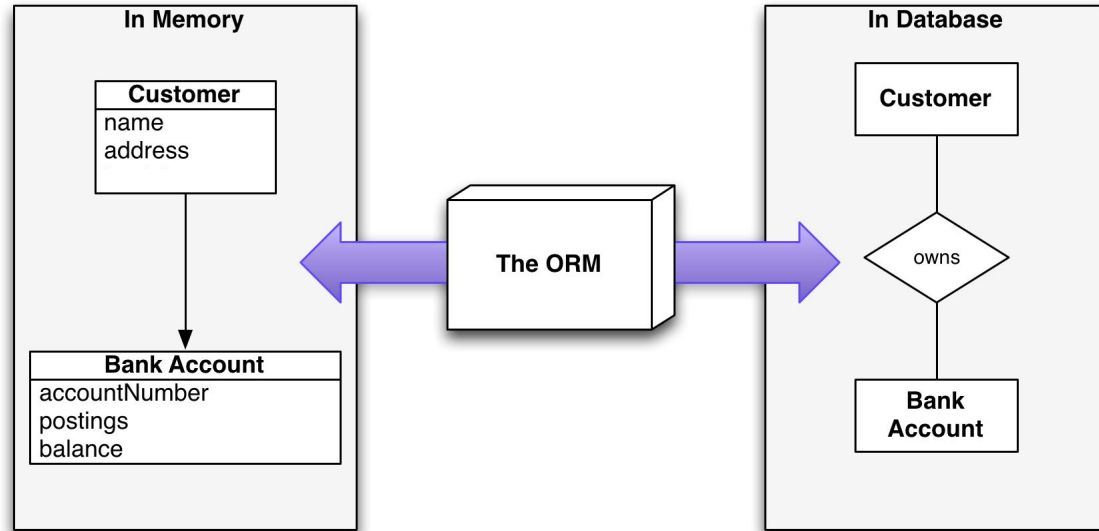 In Memory
Customer
name
address
Bank Account
accountNumber
postings
balance
The ORM
In Database
Customer
owns
Bank
Account